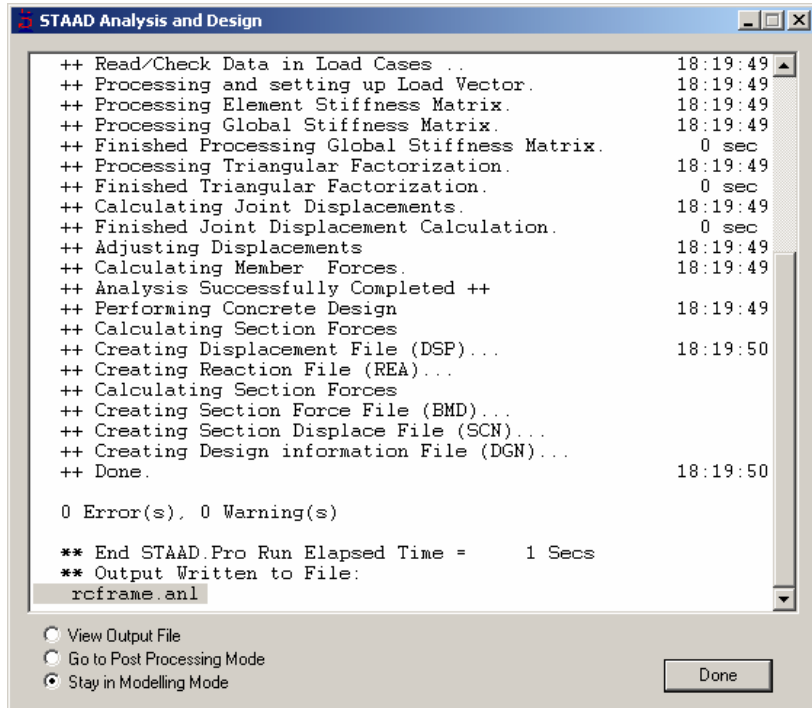 STAAD Analysis and Design
++ Read/Check Data in Load Cases .. 18:19:49
++ Processing and setting up Load Vector. 18:19:49
++ Processing Element Stiffness Matrix. 18:19:49
++ Processing Global Stiffness Matrix. 18:19:49
++ Finished Processing Global Stiffness Matrix. 0 sec
++ Processing Triangular Factorization. 18:19:49
++ Finished Triangular Factorization. 0 sec
++ Calculating Joint Displacements. 18:19:49
++ Finished Joint Displacement Calculation. 0 sec
++ Adjusting Displacements 18:19:49
++ Calculating Member  Forces. 18:19:49
++ Analysis Successfully Completed ++
++ Performing Concrete Design 18:19:49
++ Calculating Section Forces
++ Creating Displacement File (DSP)... 18:19:50
++ Creating Reaction File (REA)...
++ Calculating Section Forces
++ Creating Section Force File (BMD)...
++ Creating Section Displace File (SCN)...
++ Creating Design information File (DGN)...
++ Done. 18:19:50
0 Error(s), 0 Warning(s)
** End STAAD.Pro Run Elapsed Time = 1 Secs
** Output Written to File:
rcframe.anl
View Output File
Go to Post Processing Mode
Stay in Modelling Mode
Done